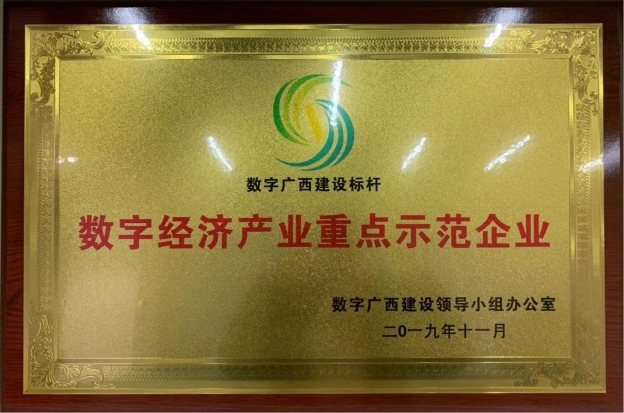 数字广西建设标杆
数字经济产业重点示范企业
数字广西建设领导小组办公室
二0一九年十一月